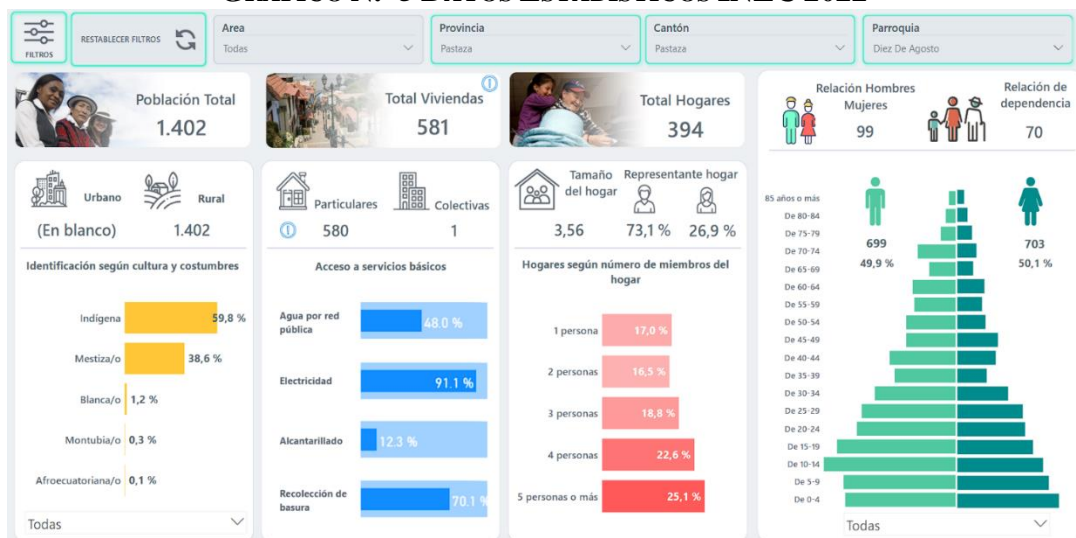 FILTROS
RESTABLECER FILTROS
Area
Todas
Provincia
Pastaza
Cantón
Pastaza
Parroquia
Diez De Agosto
Población Total
1.402
Total Viviendas
581
Total Hogares
394
Relación Hombres
Mujeres
99
Relación de
dependencia
70
Urbano
(En blanco)
Rural
1.402
Identificación según cultura y costumbres
Indígena 59,8 %
Mestiza/o 38,6 %
Blanca/o 1,2 %
Montubia/o 0,3 %
Afroecuatoriana/o 0,1 %
Todas
Particulares
580
Colectivas
1
Acceso a servicios básicos
Agua por red
pública
48.0 %
Electricidad 91.1 %
Alcantarillado 12.3 %
Recolección de
basura
70.1 %
Tamaño
del hogar
3,56
Representante hogar
73,1 % 26,9 %
Hogares según número de miembros del
hogar
1 persona 17,0 %
2 personas 16,5 %
3 personas 18,8 %
4 personas 22,6 %
5 personas o más 25,1 %
85 años o más
De 80-84
De 75-79
De 70-74
De 65-69
De 60-64
De 55-59
De 50-54
De 45-49
De 40-44
De 35-39
De 30-34
De 25-29
De 20-24
De 15-19
De 10-14
De 5-9
De 0-4
699
49,9 %
703
50,1 %
Todas